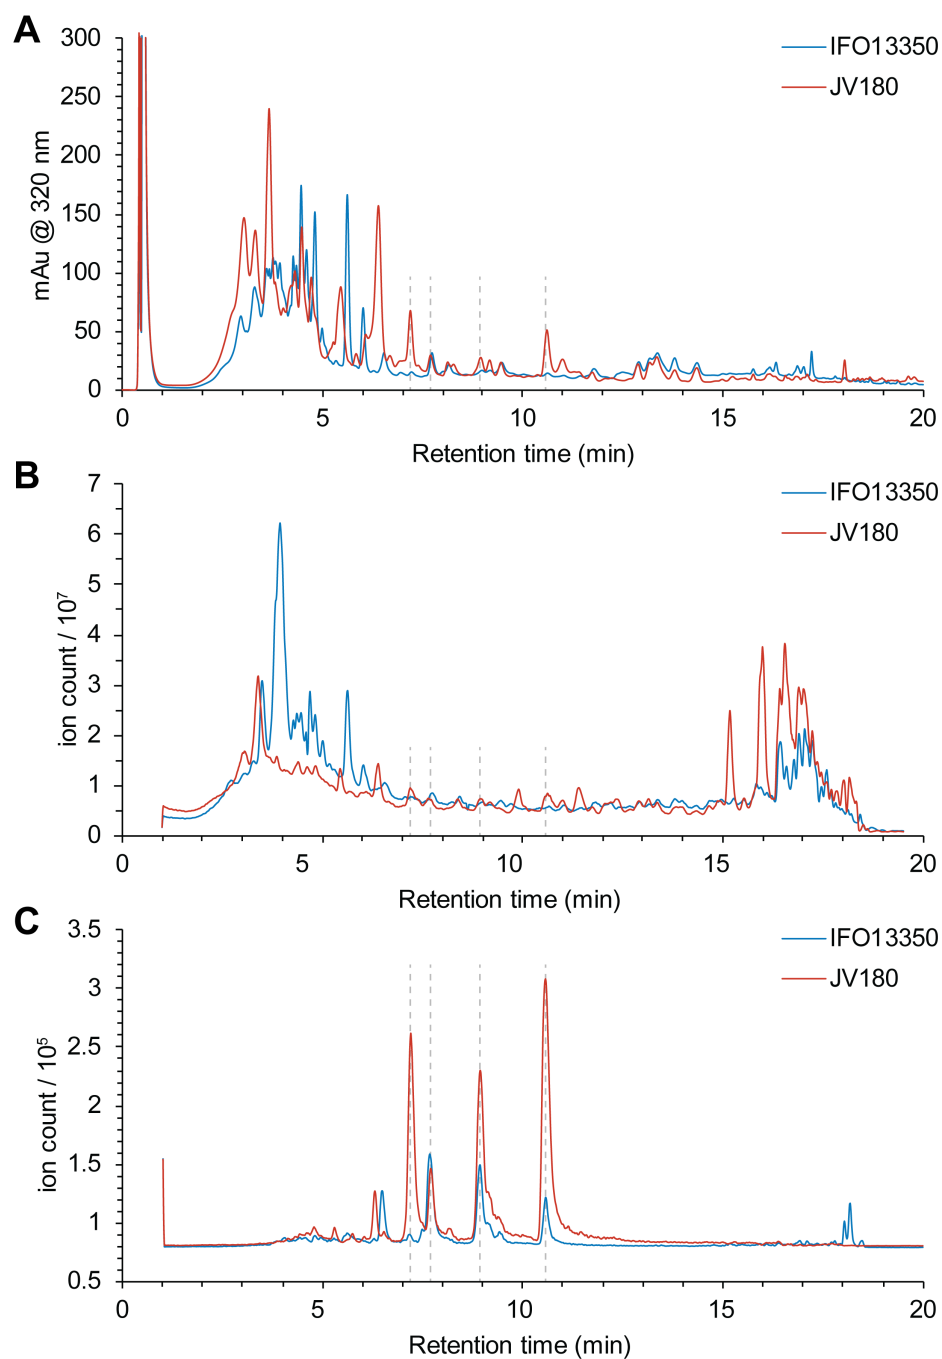 A
300
250
200
150
100
50
0
mAu @ 320 nm
IFO13350
JV180
0 5 10 15 20
Retention time (min)
B
7
6
5
4
3
2
1
0
ion count / 10⁷
IFO13350
JV180
0 5 10 15 20
Retention time (min)
C
3.5
3
2.5
2
1.5
1
0.5
ion count / 10⁵
IFO13350
JV180
0 5 10 15 20
Retention time (min)